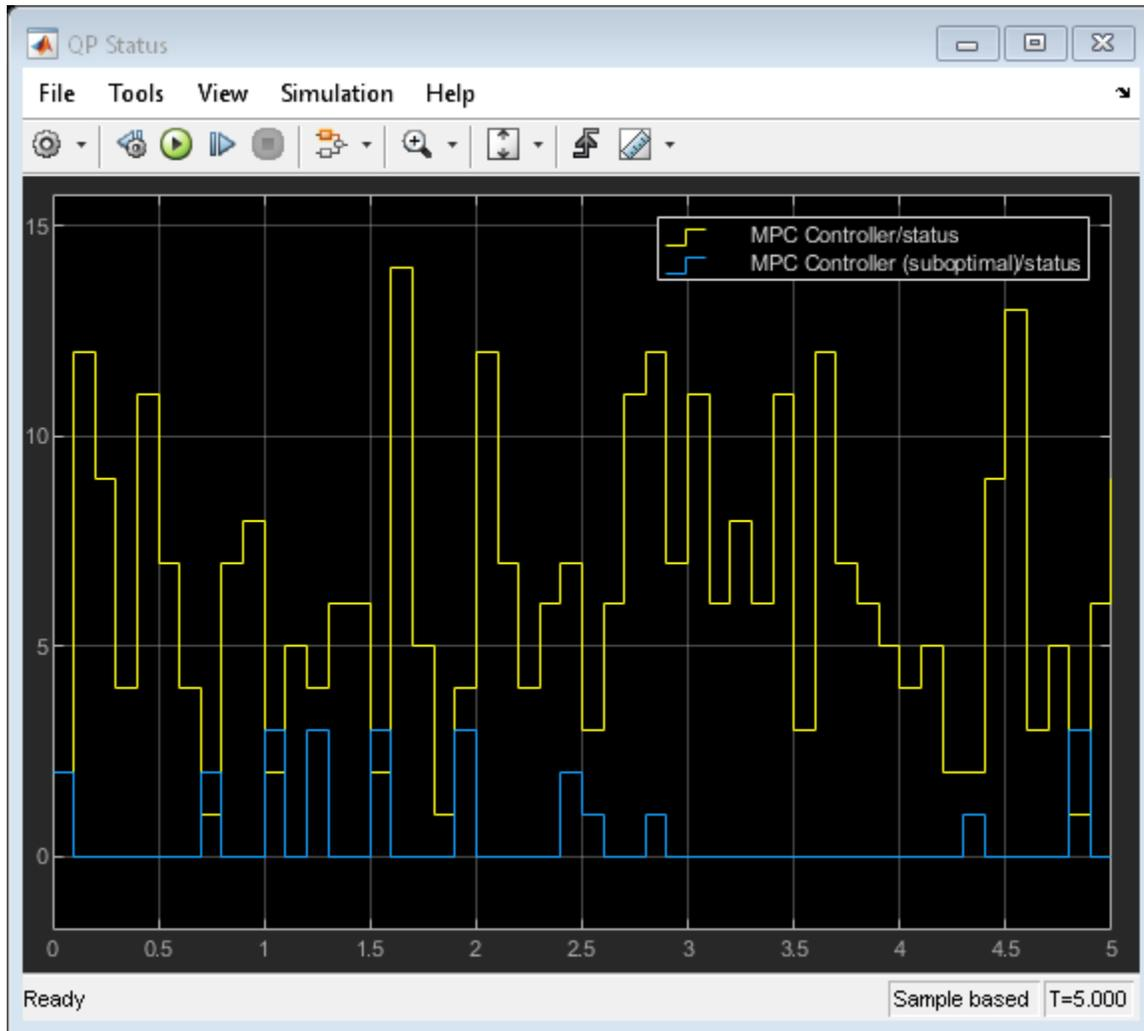 QP Status
File Tools View Simulation Help
MPC Controller/status
MPC Controller (suboptimal)/status
15
10
5
0
0 0.5 1 1.5 2 2.5 3 3.5 4 4.5 5
Ready Sample based T=5.000